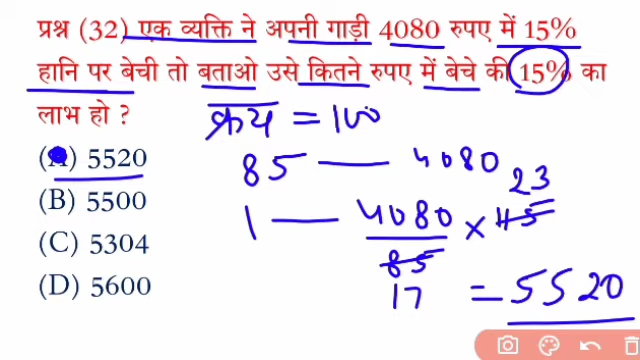 प्रश्न (32) एक व्यक्ति ने अपनी गाड़ी 4080 रुपए में 15%
हानि पर बेची तो बताओ उसे कितने रुपए में बेचे की 15% का
लाभ हो ?
क्रय = 100
(A) 5520
85 — 4080
(B) 5500
23
1 — 4080 × 115
85
(C) 5304
17 = 5520
(D) 5600